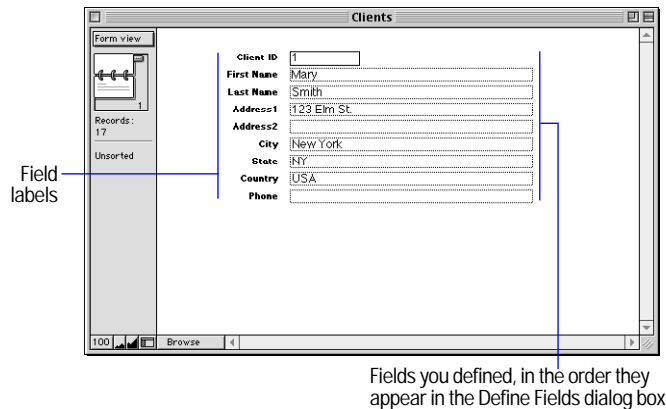 Clients
Form view
1
Records:
17
Unsorted
Client ID 1
First Name Mary
Last Name Smith
Address1 123 Elm St.
Address2
City New York
State NY
Country USA
Phone
Field
labels
100 Browse
Fields you defined, in the order they
appear in the Define Fields dialog box